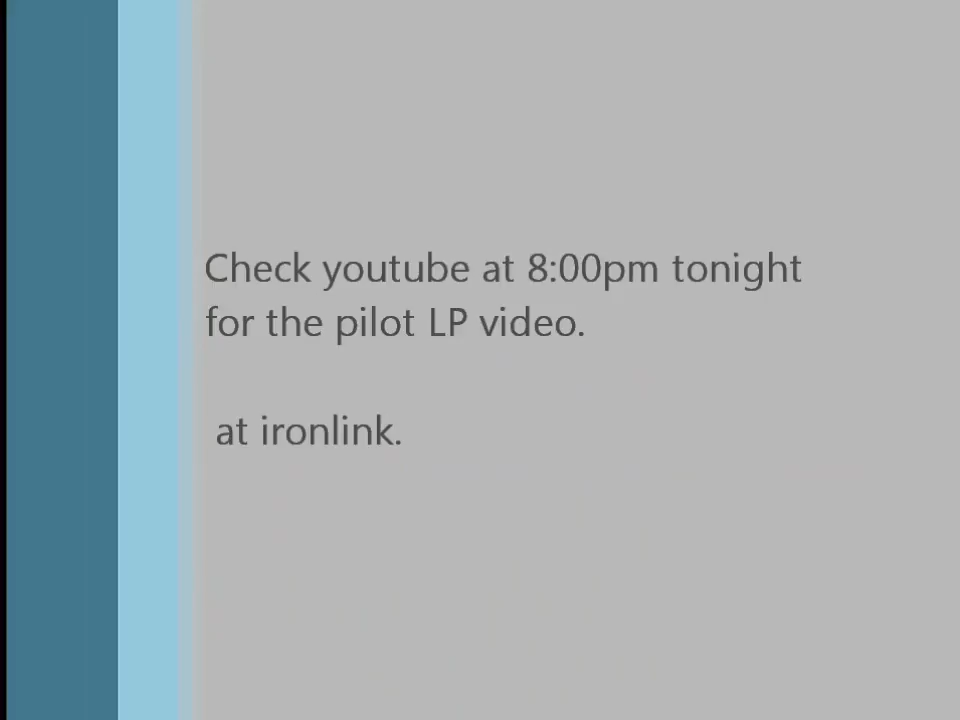 Check youtube at 8:00pm tonight
for the pilot LP video.
at ironlink.